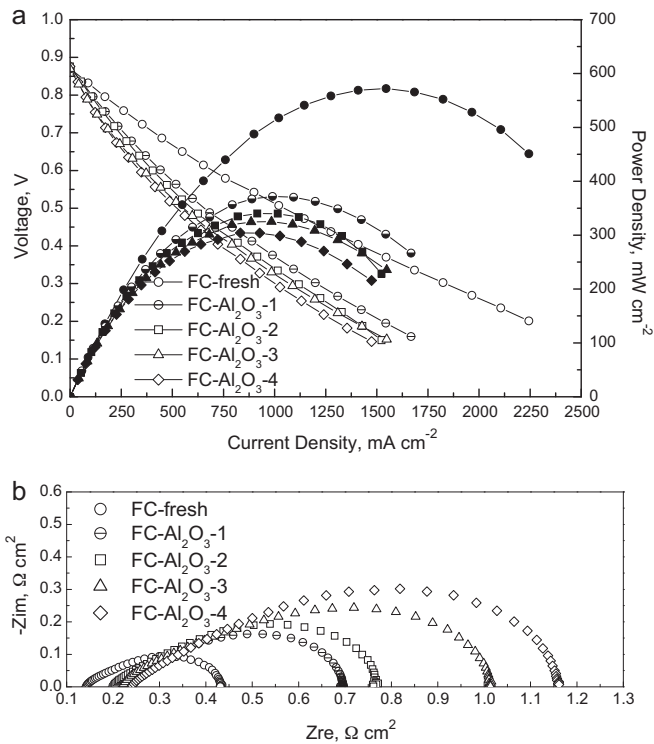 a
1.0
0.9
0.8
0.7
0.6
0.5
0.4
0.3
0.2
0.1
0.0
Voltage, V
700
600
500
400
300
200
100
0
Power Density, mW cm⁻²
FC-fresh
FC-Al₂O₃-1
FC-Al₂O₃-2
FC-Al₂O₃-3
FC-Al₂O₃-4
0 250 500 750 1000 1250 1500 1750 2000 2250 2500
Current Density, mA cm⁻²
b
0.6
0.5
0.4
0.3
0.2
0.1
0.0
-Zim, Ω cm²
FC-fresh
FC-Al₂O₃-1
FC-Al₂O₃-2
FC-Al₂O₃-3
FC-Al₂O₃-4
0.1 0.2 0.3 0.4 0.5 0.6 0.7 0.8 0.9 1.0 1.1 1.2 1.3
Zre, Ω cm²